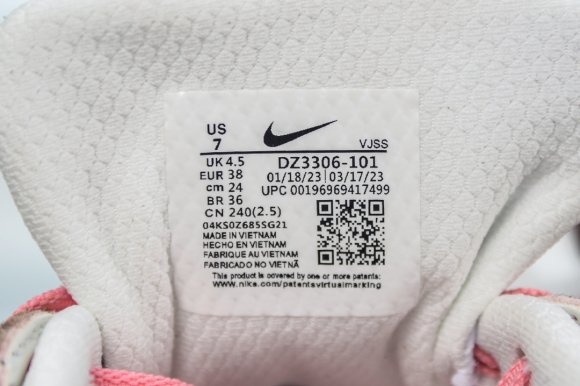 US
7
VJSS
UK 4.5
DZ3306-101
EUR 38
01/18/23 | 03/17/23
cm 24
UPC 00196969417499
BR 36
CN 240(2.5)
04KS0Z685SG21
MADE IN VIETNAM
HECHO EN VIETNAM
FABRIQUE AU VIETNAM
FABRICADO NO VIETNÃ
This product is covered by one or more patents:
www.nike.com/patentsvirtualmarking